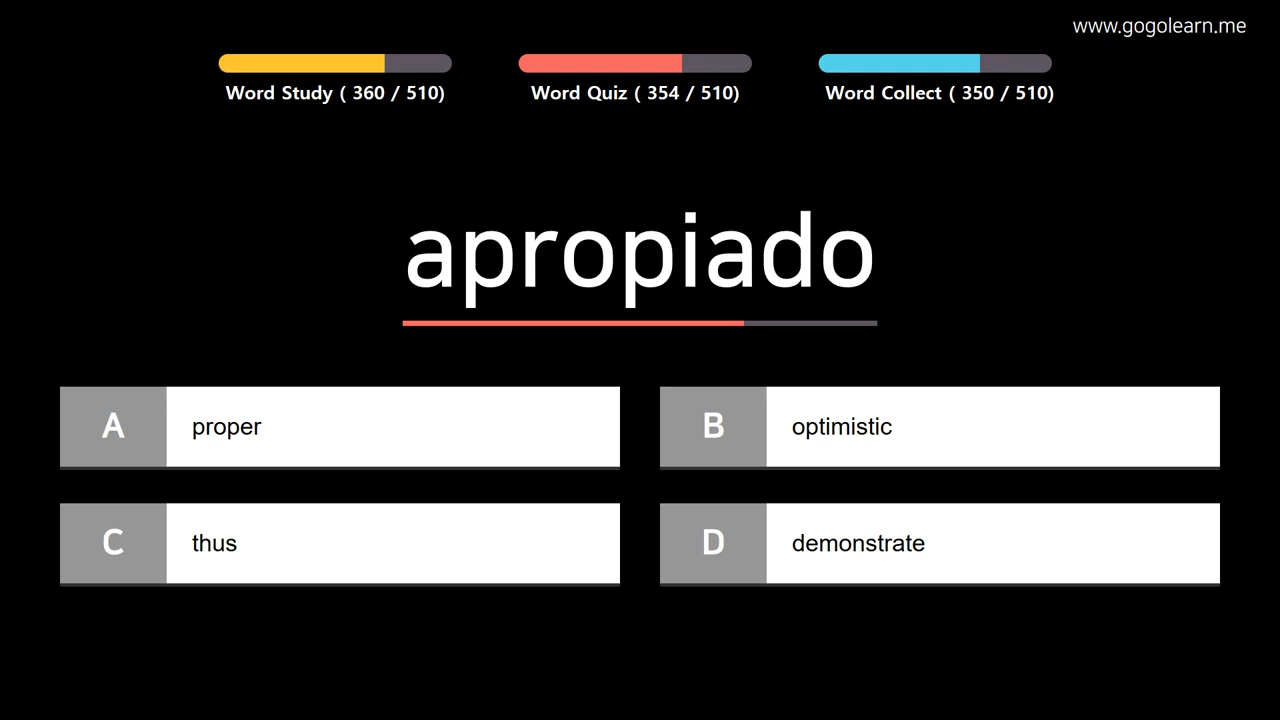 www.gogolearn.me
Word Study ( 360 / 510)
Word Quiz ( 354 / 510)
Word Collect ( 350 / 510)
apropiado
A proper
B optimistic
C thus
D demonstrate